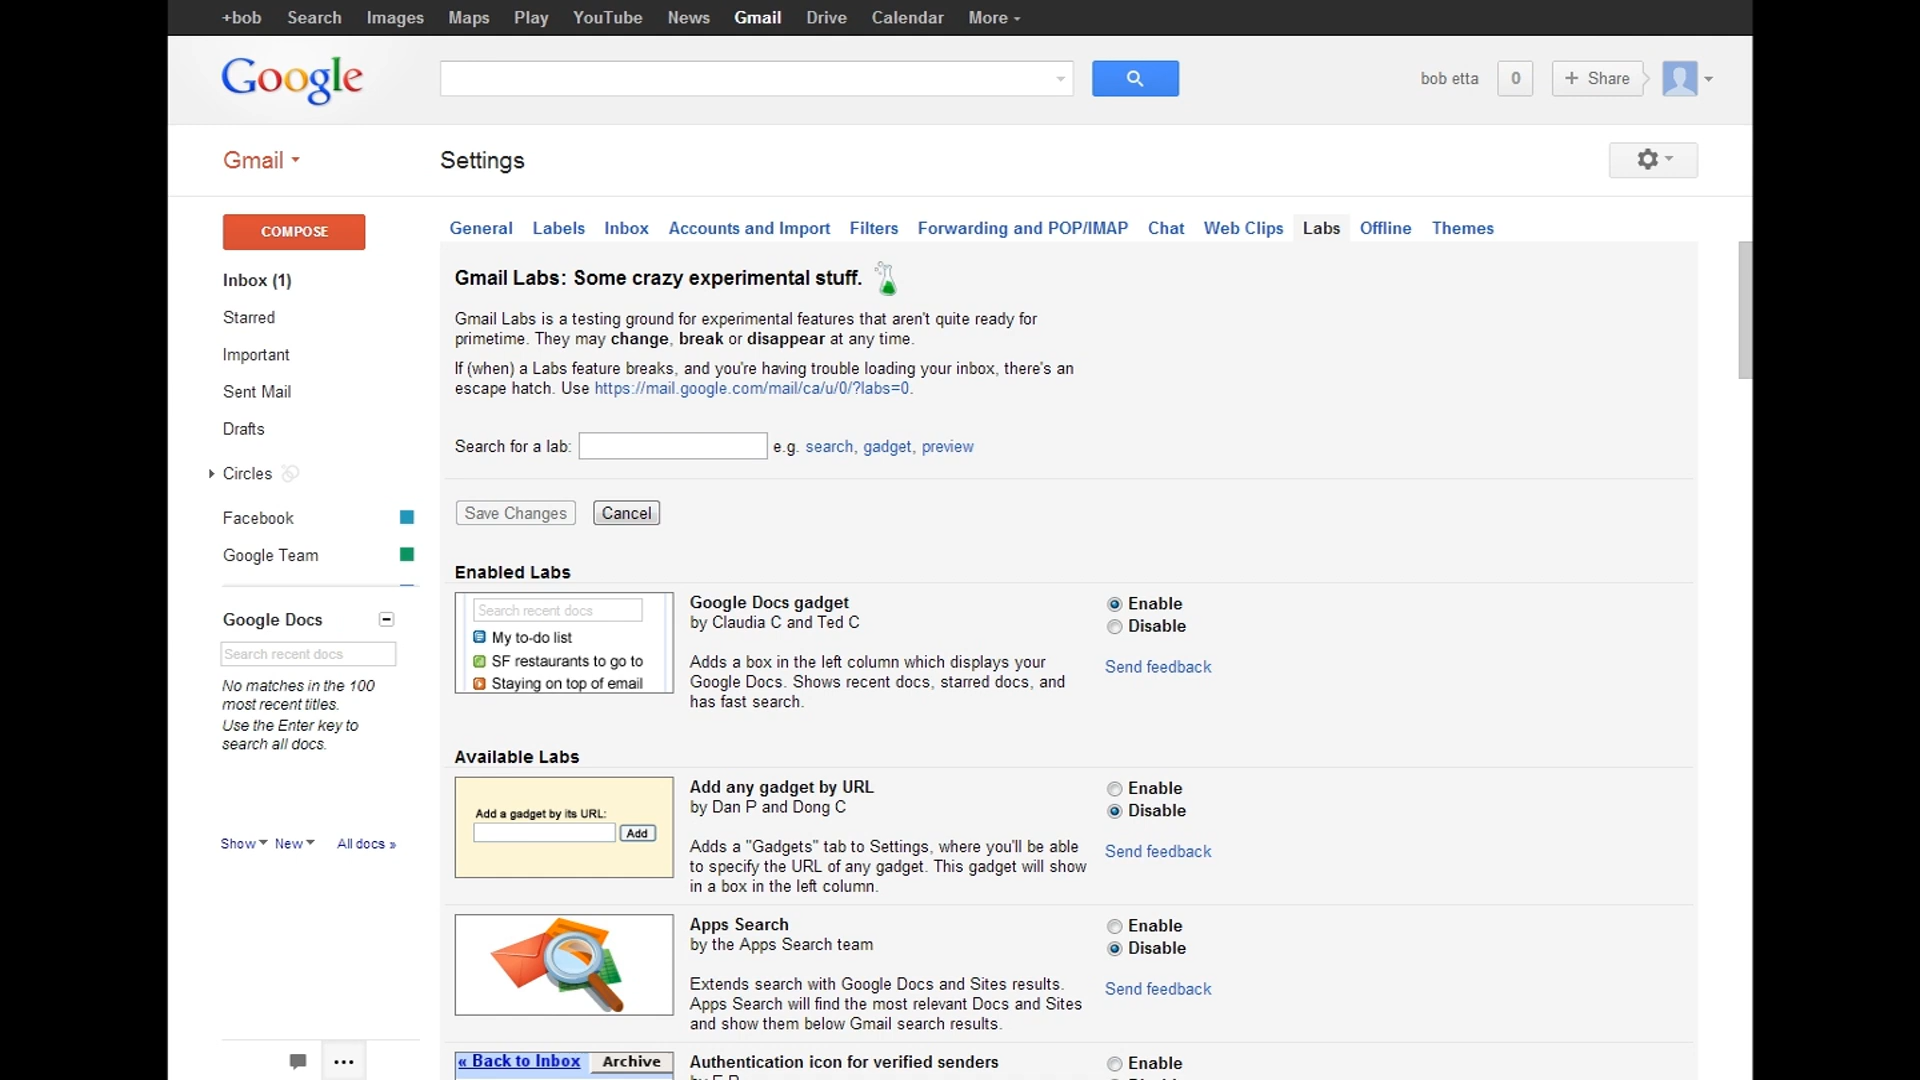 +bob Search Images Maps Play YouTube News Gmail Drive Calendar More
Google
bob etta 0 + Share
Gmail
Settings
COMPOSE
Inbox (1)
Starred
Important
Sent Mail
Drafts
Circles
Facebook
Google Team
Google Docs
Search recent docs
No matches in the 100
most recent titles.
Use the Enter key to
search all docs.
Show New All docs »
General Labels Inbox Accounts and Import Filters Forwarding and POP/IMAP Chat Web Clips Labs Offline Themes
Gmail Labs: Some crazy experimental stuff.
Gmail Labs is a testing ground for experimental features that aren't quite ready for
primetime. They may change, break or disappear at any time.
If (when) a Labs feature breaks, and you're having trouble loading your inbox, there's an
escape hatch. Use https://mail.google.com/mail/ca/u/0/?labs=0.
Search for a lab: e.g. search, gadget, preview
Save Changes Cancel
Enabled Labs
Search recent docs
My to-do list
SF restaurants to go to
Staying on top of email
Google Docs gadget
by Claudia C and Ted C
Adds a box in the left column which displays your
Google Docs. Shows recent docs, starred docs, and
has fast search.
Enable
Disable
Send feedback
Available Labs
Add a gadget by its URL:
Add
Add any gadget by URL
by Dan P and Dong C
Adds a "Gadgets" tab to Settings, where you'll be able
to specify the URL of any gadget. This gadget will show
in a box in the left column.
Enable
Disable
Send feedback
Apps Search
by the Apps Search team
Extends search with Google Docs and Sites results.
Apps Search will find the most relevant Docs and Sites
and show them below Gmail search results.
Enable
Disable
Send feedback
« Back to Inbox Archive
Authentication icon for verified senders
Enable